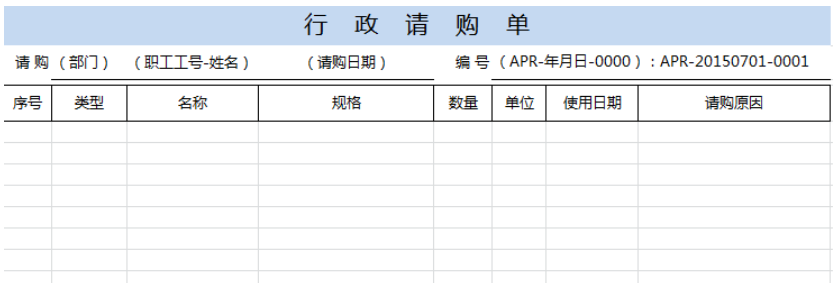 行 政 请 购 单
请 购 （部门） （职工工号-姓名） （请购日期） 编 号 （APR-年月日-0000）: APR-20150701-0001
序号 类型 名称 规格 数量 单位 使用日期 请购原因